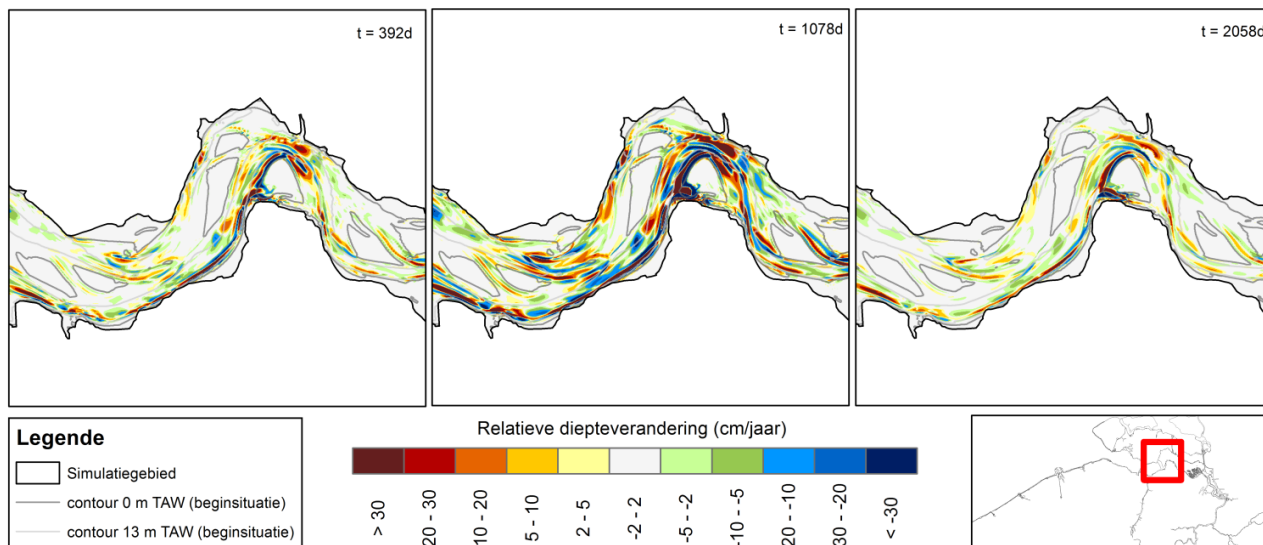 t = 392d
t = 1078d
t = 2058d
Legende
Simulatiegebied
contour 0 m TAW (beginsituatie)
contour 13 m TAW (beginsituatie)
Relatieve diepteverandering (cm/jaar)
> 30
20 - 30
10 - 20
5 - 10
2 - 5
-2 - 2
-5 - -2
-10 - -5
20 - -10
30 - -20
< -30